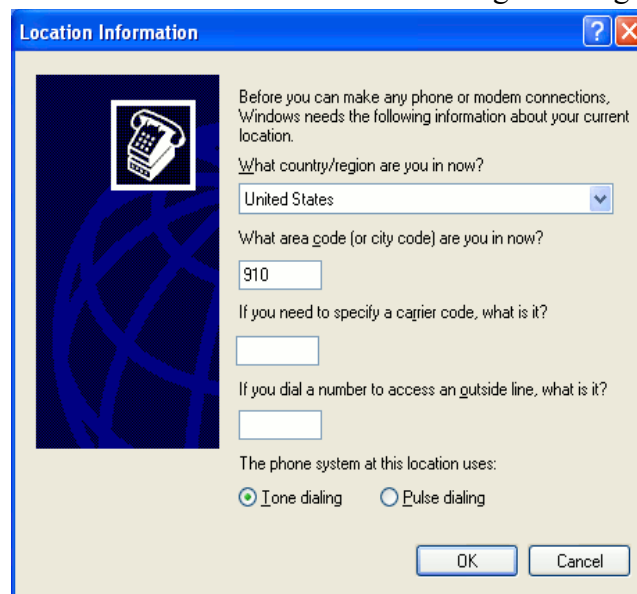 Location Information
Before you can make any phone or modem connections,
Windows needs the following information about your current
location.
What country/region are you in now?
United States
What area code (or city code) are you in now?
910
If you need to specify a carrier code, what is it?
If you dial a number to access an outside line, what is it?
The phone system at this location uses:
Tone dialing Pulse dialing
OK Cancel